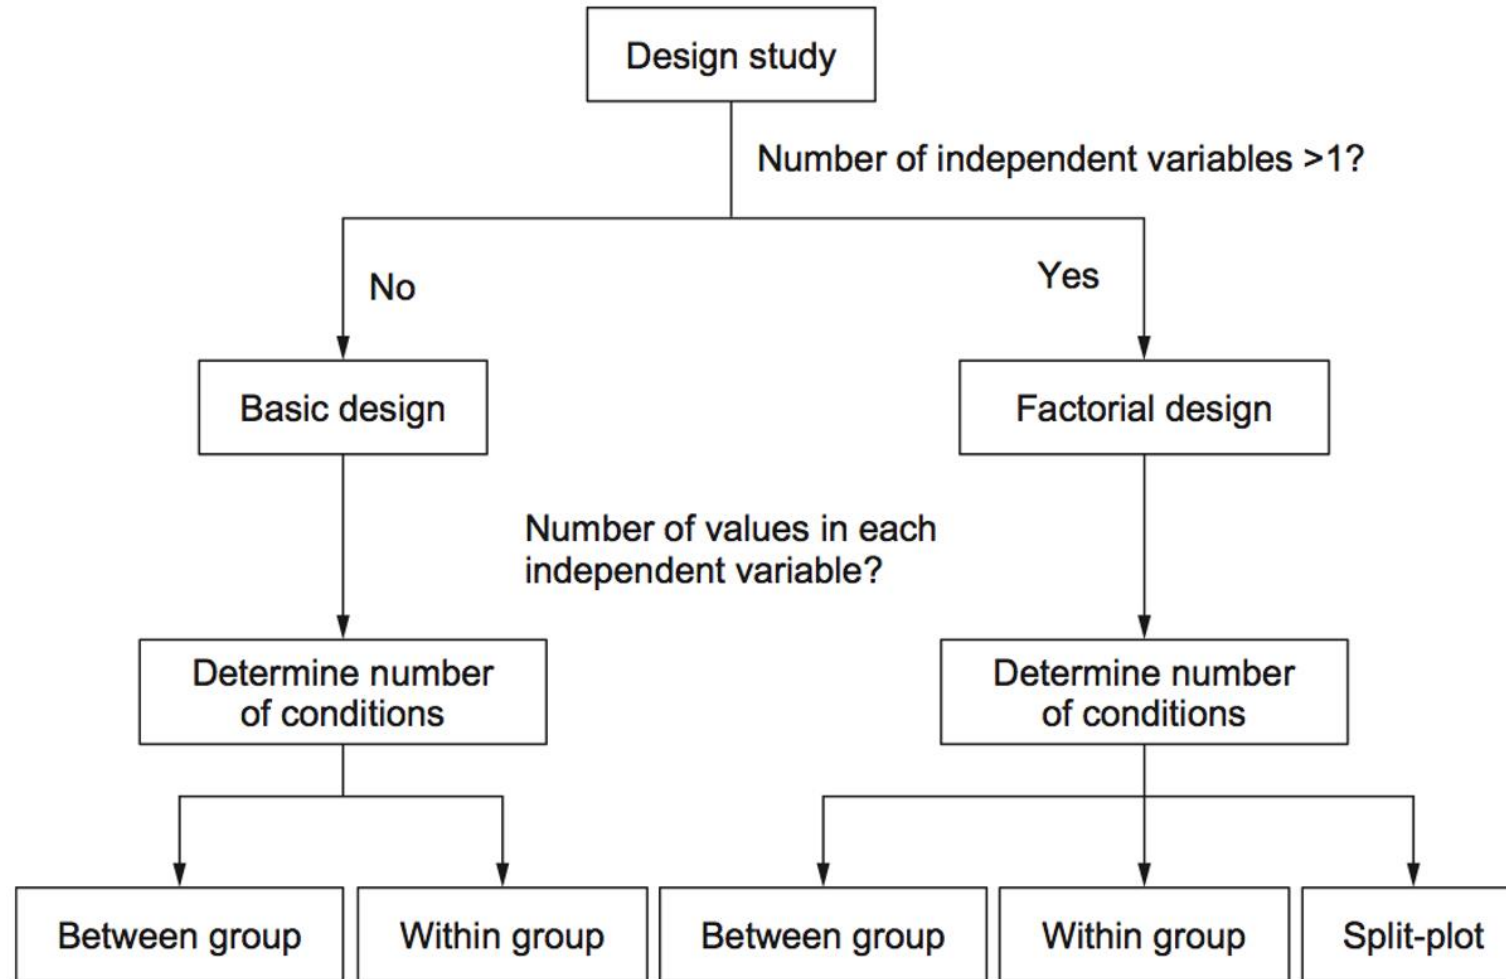 Design study
Number of independent variables >1?
No
Yes
Basic design
Factorial design
Number of values in each
independent variable?
Determine number
of conditions
Determine number
of conditions
Between group
Within group
Between group
Within group
Split-plot